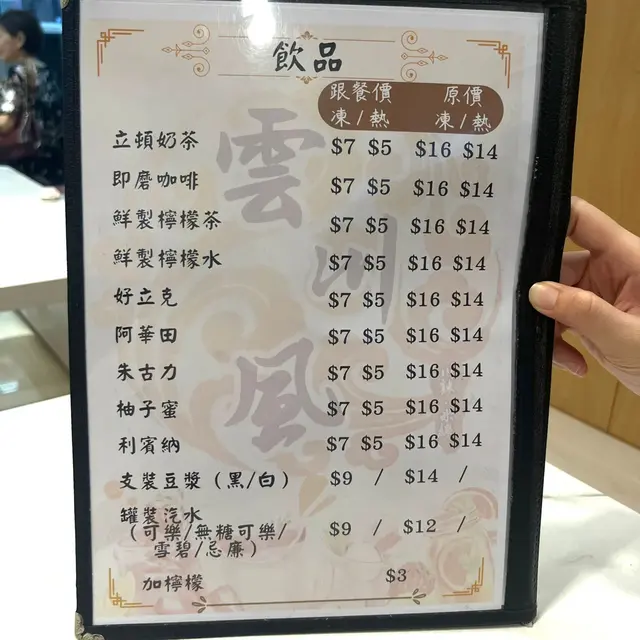 飲品
跟餐價 原價
凍/熱 凍/熱
立頓奶茶 $7 $5 $16 $14
即磨咖啡 $7 $5 $16 $14
鮮製檸檬茶 $7 $5 $16 $14
鮮製檸檬水 $7 $5 $16 $14
好立克 $7 $5 $16 $14
阿華田 $7 $5 $16 $14
朱古力 $7 $5 $16 $14
柚子蜜 $7 $5 $16 $14
利賓納 $7 $5 $16 $14
支裝豆漿（黑/白） $9 / $14 /
罐裝汽水
（可樂/無糖可樂/ $9 / $12 /
雪碧/忌廉）
加檸檬 $3
雲
川
風